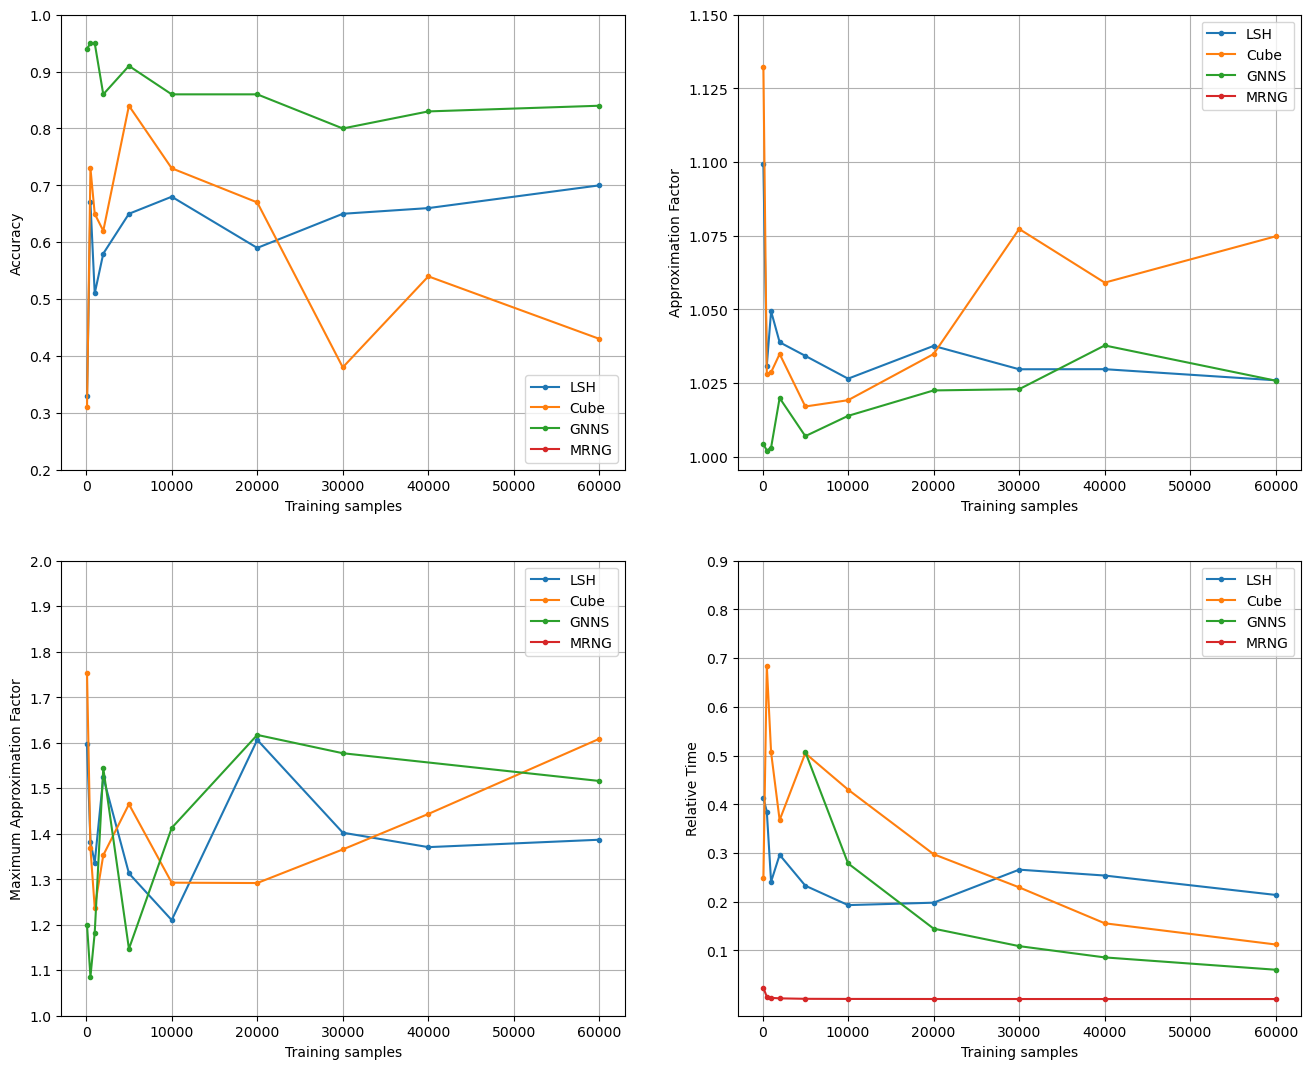 1.0
0.9
0.8
0.7
0.6
0.5
0.4
0.3
0.2
Accuracy
0
10000
20000
30000
40000
50000
60000
Training samples
LSH
Cube
GNNS
MRNG
1.150
1.125
1.100
1.075
1.050
1.025
1.000
Approximation Factor
0
10000
20000
30000
40000
50000
60000
Training samples
LSH
Cube
GNNS
MRNG
2.0
1.9
1.8
1.7
1.6
1.5
1.4
1.3
1.2
1.1
1.0
Maximum Approximation Factor
0
10000
20000
30000
40000
50000
60000
Training samples
LSH
Cube
GNNS
MRNG
0.9
0.8
0.7
0.6
0.5
0.4
0.3
0.2
0.1
Relative Time
0
10000
20000
30000
40000
50000
60000
Training samples
LSH
Cube
GNNS
MRNG